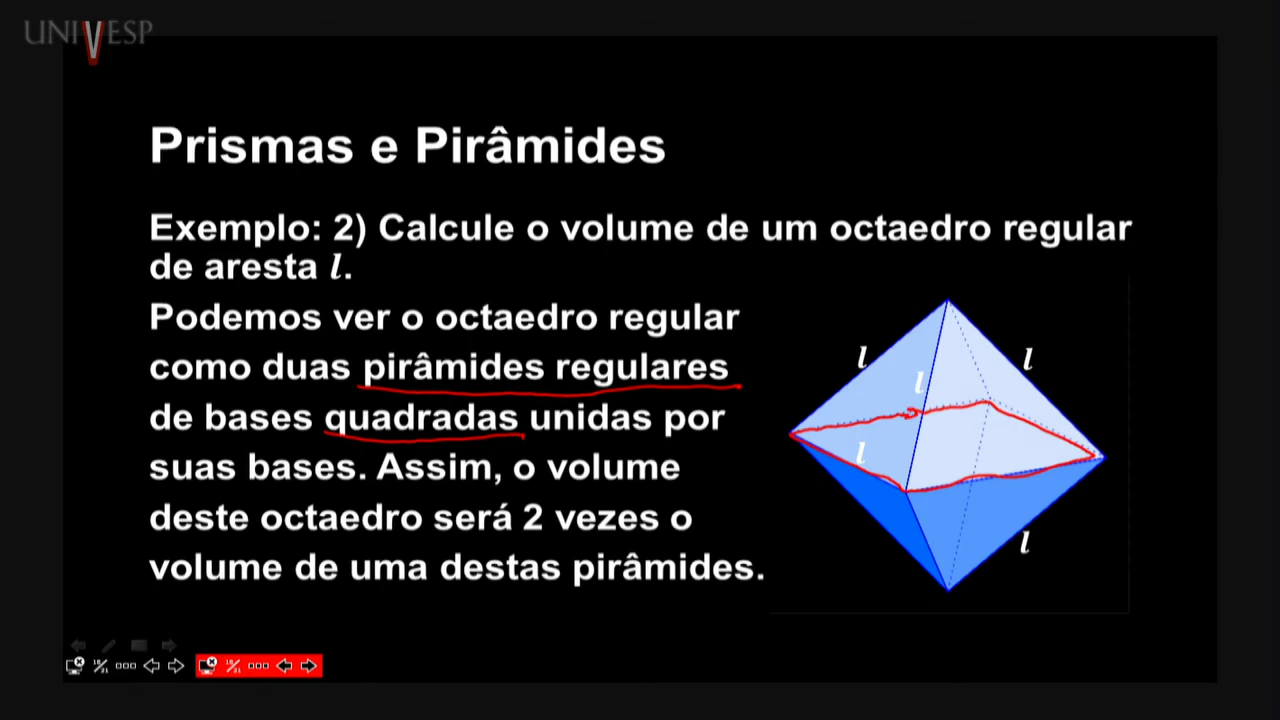 UNIVESP
Prismas e Pirâmides
Exemplo: 2) Calcule o volume de um octaedro regular
de aresta l.
Podemos ver o octaedro regular
como duas pirâmides regulares
de bases quadradas unidas por
suas bases. Assim, o volume
deste octaedro será 2 vezes o
volume de uma destas pirâmides.
l
l
l
l
l